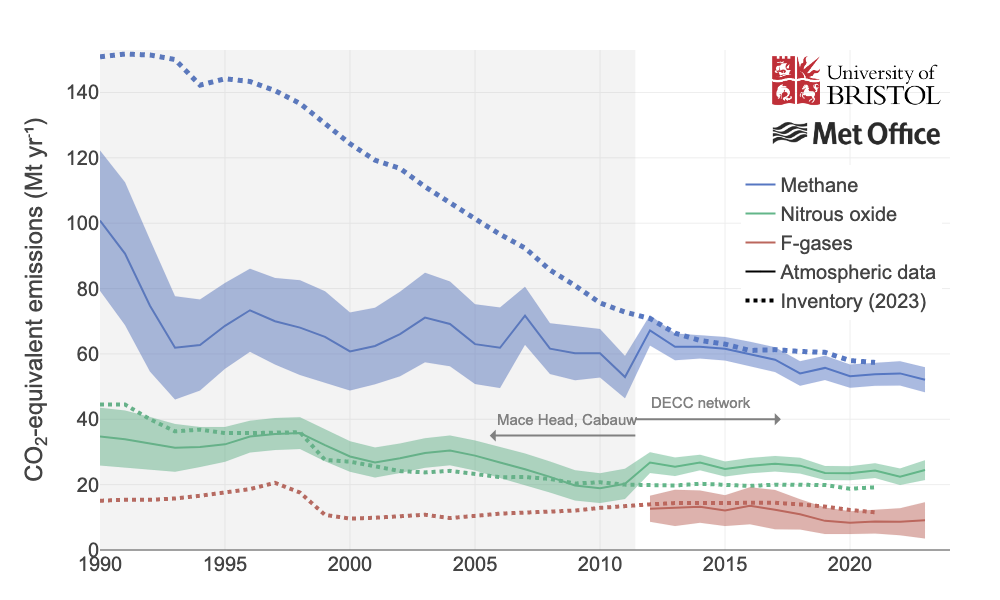 University of
BRISTOL
Met Office
CO₂-equivalent emissions (Mt yr⁻¹)
140
120
100
80
60
40
20
0
Methane
Nitrous oxide
F-gases
Atmospheric data
Inventory (2023)
DECC network
Mace Head, Cabauw
1990 1995 2000 2005 2010 2015 2020